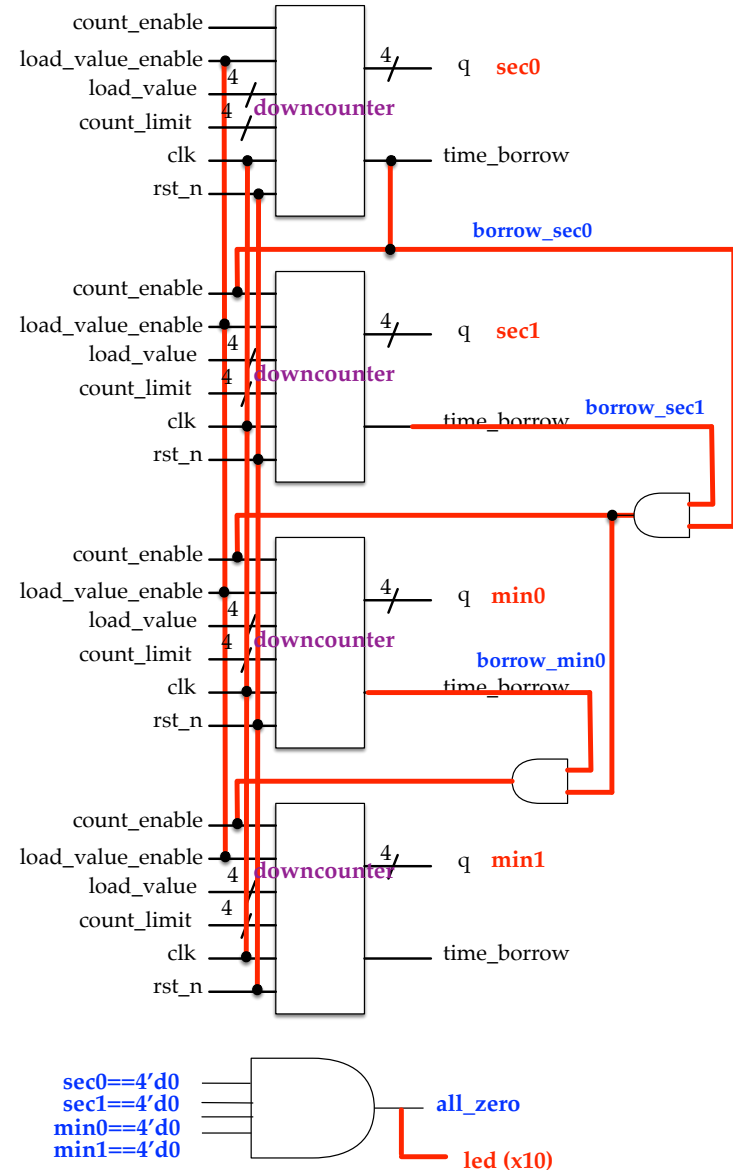 count_enable
load_value_enable
4
q sec0
load_value
4
downcounter
count_limit
4
clk
time_borrow
rst_n
borrow_sec0
count_enable
load_value_enable
4
q sec1
load_value
4
downcounter
count_limit
4
clk
time_borrow
borrow_sec1
rst_n
count_enable
load_value_enable
4
q min0
load_value
4
downcounter
count_limit
4
borrow_min0
clk
time_borrow
rst_n
count_enable
load_value_enable
4
q min1
load_value
4
downcounter
count_limit
4
clk
time_borrow
rst_n
sec0==4'd0
sec1==4'd0
min0==4'd0
min1==4'd0
all_zero
led (x10)